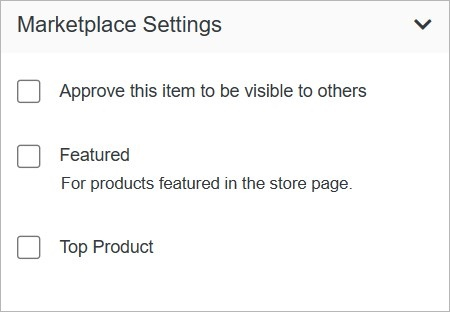 Marketplace Settings
Approve this item to be visible to others
Featured
For products featured in the store page.
Top Product